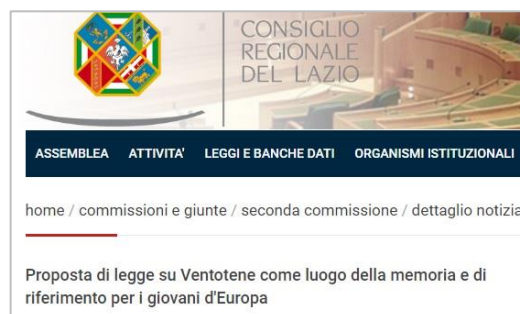 CONSIGLIO
REGIONALE
DEL LAZIO
ASSEMBLEA ATTIVITA' LEGGI E BANCHE DATI ORGANISMI ISTITUZIONALI
home / commissioni e giunte / seconda commissione / dettaglio notizia
Proposta di legge su Ventotene come luogo della memoria e di
riferimento per i giovani d'Europa